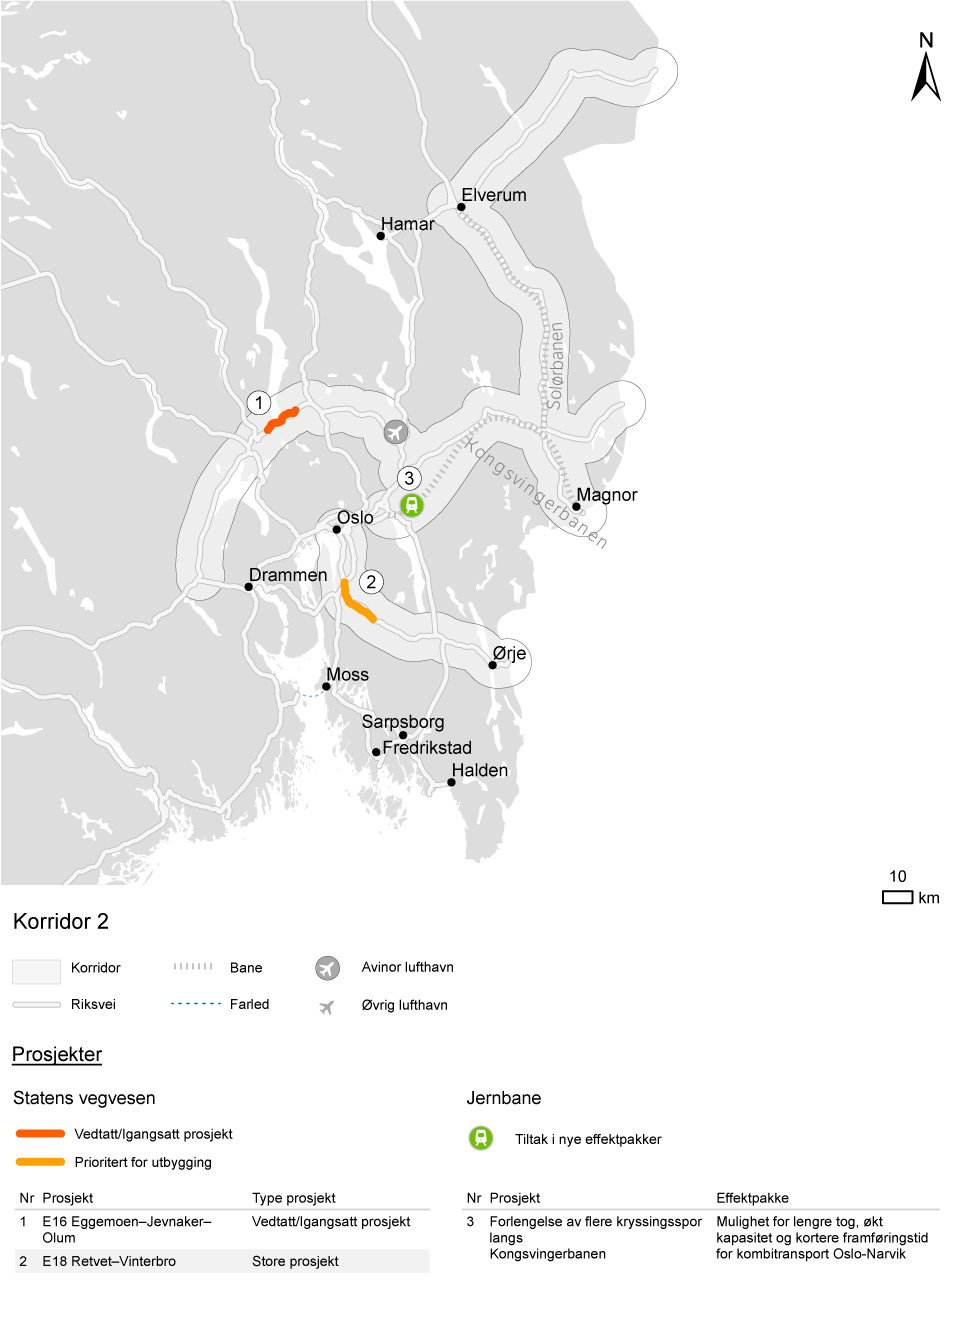 N
Elverum
Hamar
Solørbanen
1
3
Kongsvingerbanen
Magnor
Oslo
Drammen
2
Ørje
Moss
Sarpsborg
Fredrikstad
Halden
10
km
Korridor 2
Korridor
Bane
Avinor lufthavn
Riksvei
Farled
Øvrig lufthavn
Prosjekter
Statens vegvesen
Vedtatt/Igangsatt prosjekt
Prioritert for utbygging
Nr Prosjekt Type prosjekt
1 E16 Eggemoen–Jevnaker– Vedtatt/Igangsatt prosjekt
Olum
2 E18 Retvet–Vinterbro Store prosjekt
Jernbane
Tiltak i nye effektpakker
Nr Prosjekt Effektpakke
3 Forlengelse av flere kryssingsspor Mulighet for lengre tog, økt
langs kapasitet og kortere framføringstid
Kongsvingerbanen for kombitransport Oslo-Narvik